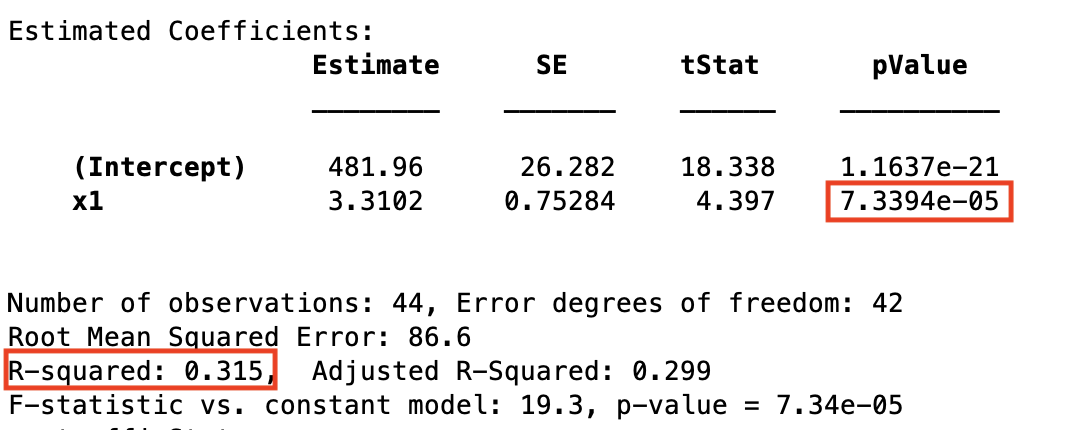 Estimated Coefficients:
Estimate SE tStat pValue
(Intercept) 481.96 26.282 18.338 1.1637e-21
x1 3.3102 0.75284 4.397 7.3394e-05
Number of observations: 44, Error degrees of freedom: 42
Root Mean Squared Error: 86.6
R-squared: 0.315, Adjusted R-Squared: 0.299
F-statistic vs. constant model: 19.3, p-value = 7.34e-05